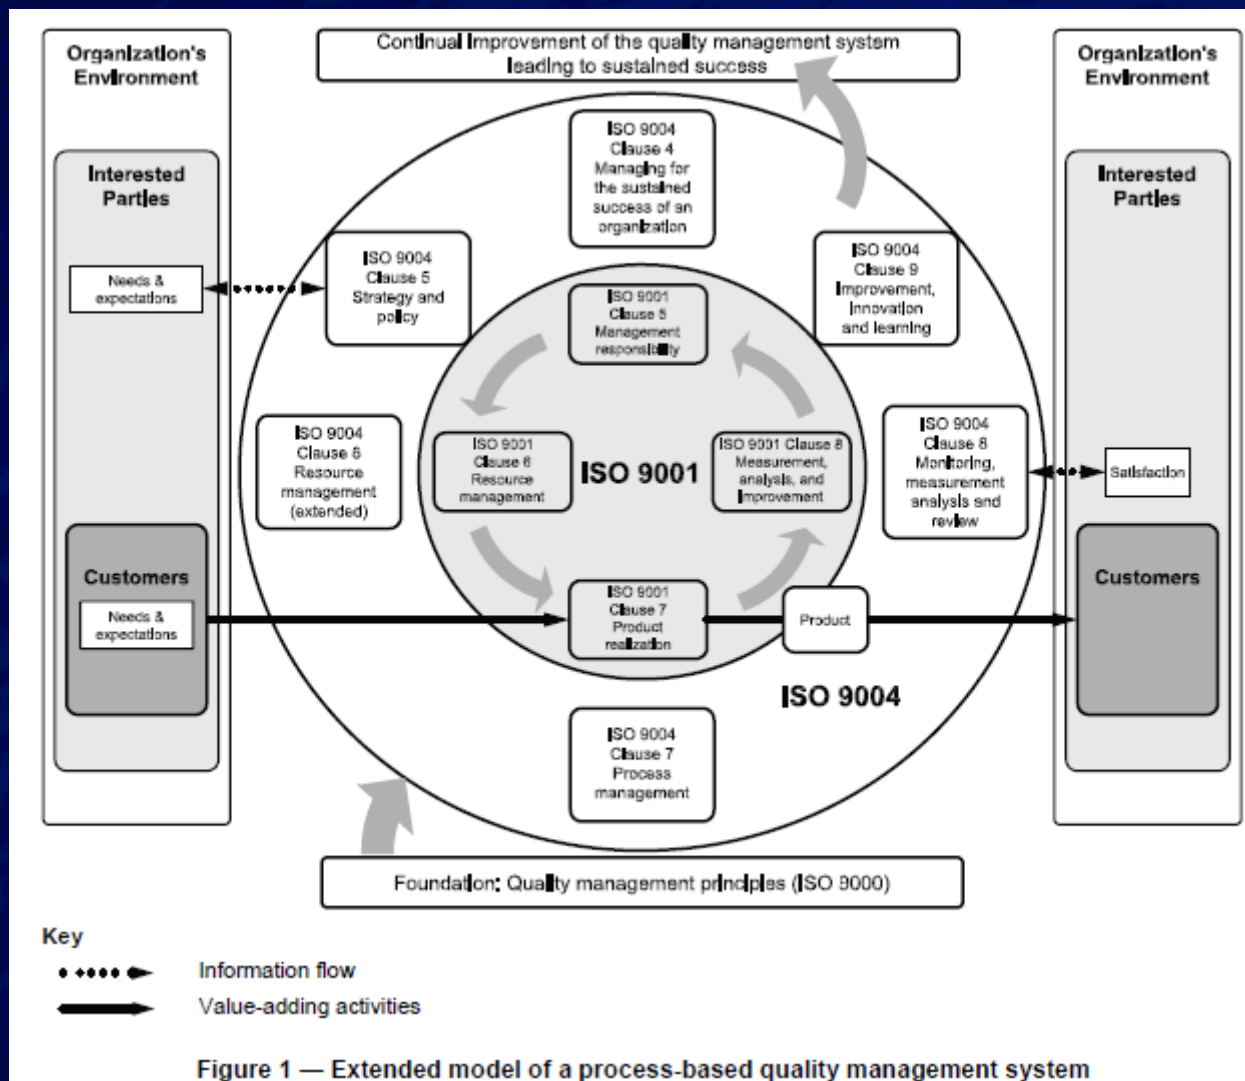 Organization's
Environment
Interested
Parties
Needs &
expectations
Customers
Needs &
expectations
Continual improvement of the quality management system
leading to sustained success
ISO 9004
Clause 4
Managing for
the sustained
success of an
organization
ISO 9004
Clause 5
Strategy and
policy
ISO 9004
Clause 9
Improvement,
innovation
and learning
ISO 9001
Clause 5
Management
responsibility
ISO 9004
Clause 6
Resource
management
(extended)
ISO 9001
Clause 6
Resource
management
ISO 9001
ISO 9001 Clause 8
Measurement,
analysis, and
improvement
ISO 9004
Clause 8
Monitoring,
measurement
analysis and
review
ISO 9001
Clause 7
Product
realization
Product
ISO 9004
ISO 9004
Clause 7
Process
management
Foundation: Quality management principles (ISO 9000)
Organization's
Environment
Interested
Parties
Satisfaction
Customers
Key
Information flow
Value-adding activities
Figure 1 — Extended model of a process-based quality management system